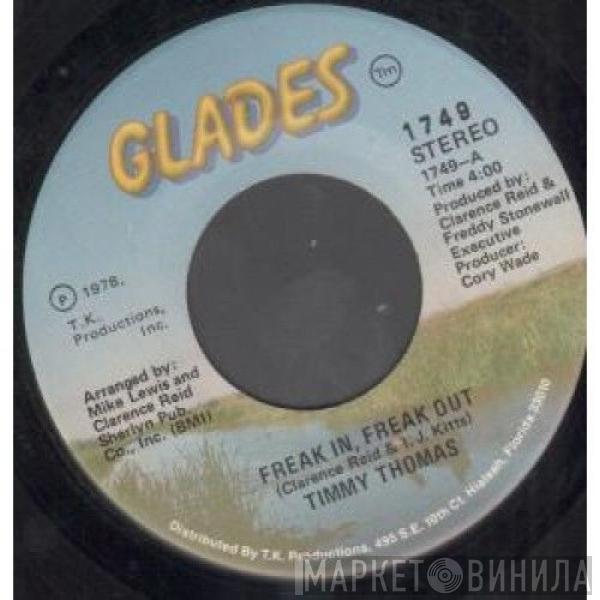 GLADES
TM
1749
STEREO
1749-A
Time 4:00
Produced by:
Clarence Reid &
Freddy Stonewall
Executive
Producer:
Cory Wade
P 1978.
T.K.
Productions,
Inc.
Arranged by:
Mike Lewis and
Clarence Reid
Sherlyn Pub.
Co., Inc. (BMI)
FREAK IN, FREAK OUT
(Clarence Reid & T.J. Kitts)
TIMMY THOMAS
Distributed By T.K. Productions, 495 S.E. 10th Ct. Hialeah, Florida 33010
МАРКЕТ ВИНИЛА